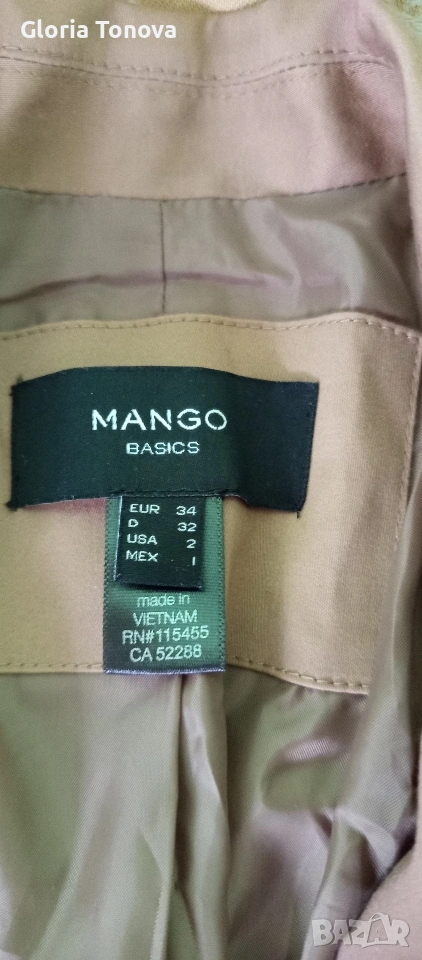 Gloria Tonova
MANGO
BASICS
EUR 34
D 32
USA 2
MEX 1
made in
VIETNAM
RN#115455
CA 52288
BAZAR